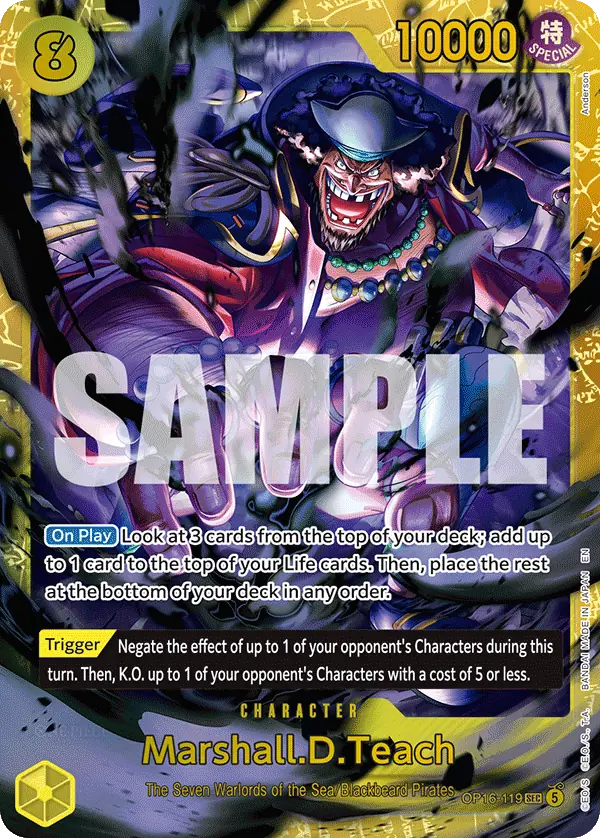 8
10000
特
SPECIAL
Anderson
SAMPLE
On Play Look at 3 cards from the top of your deck; add up
to 1 card to the top of your Life cards. Then, place the rest
at the bottom of your deck in any order.
Trigger Negate the effect of up to 1 of your opponent's Characters during this
turn. Then, K.O. up to 1 of your opponent's Characters with a cost of 5 or less.
CHARACTER
Marshall.D.Teach
The Seven Warlords of the Sea/Blackbeard Pirates
OP16-119 SEC 5
©E.O./S., T.A. BANDAI MADE IN JAPAN EN